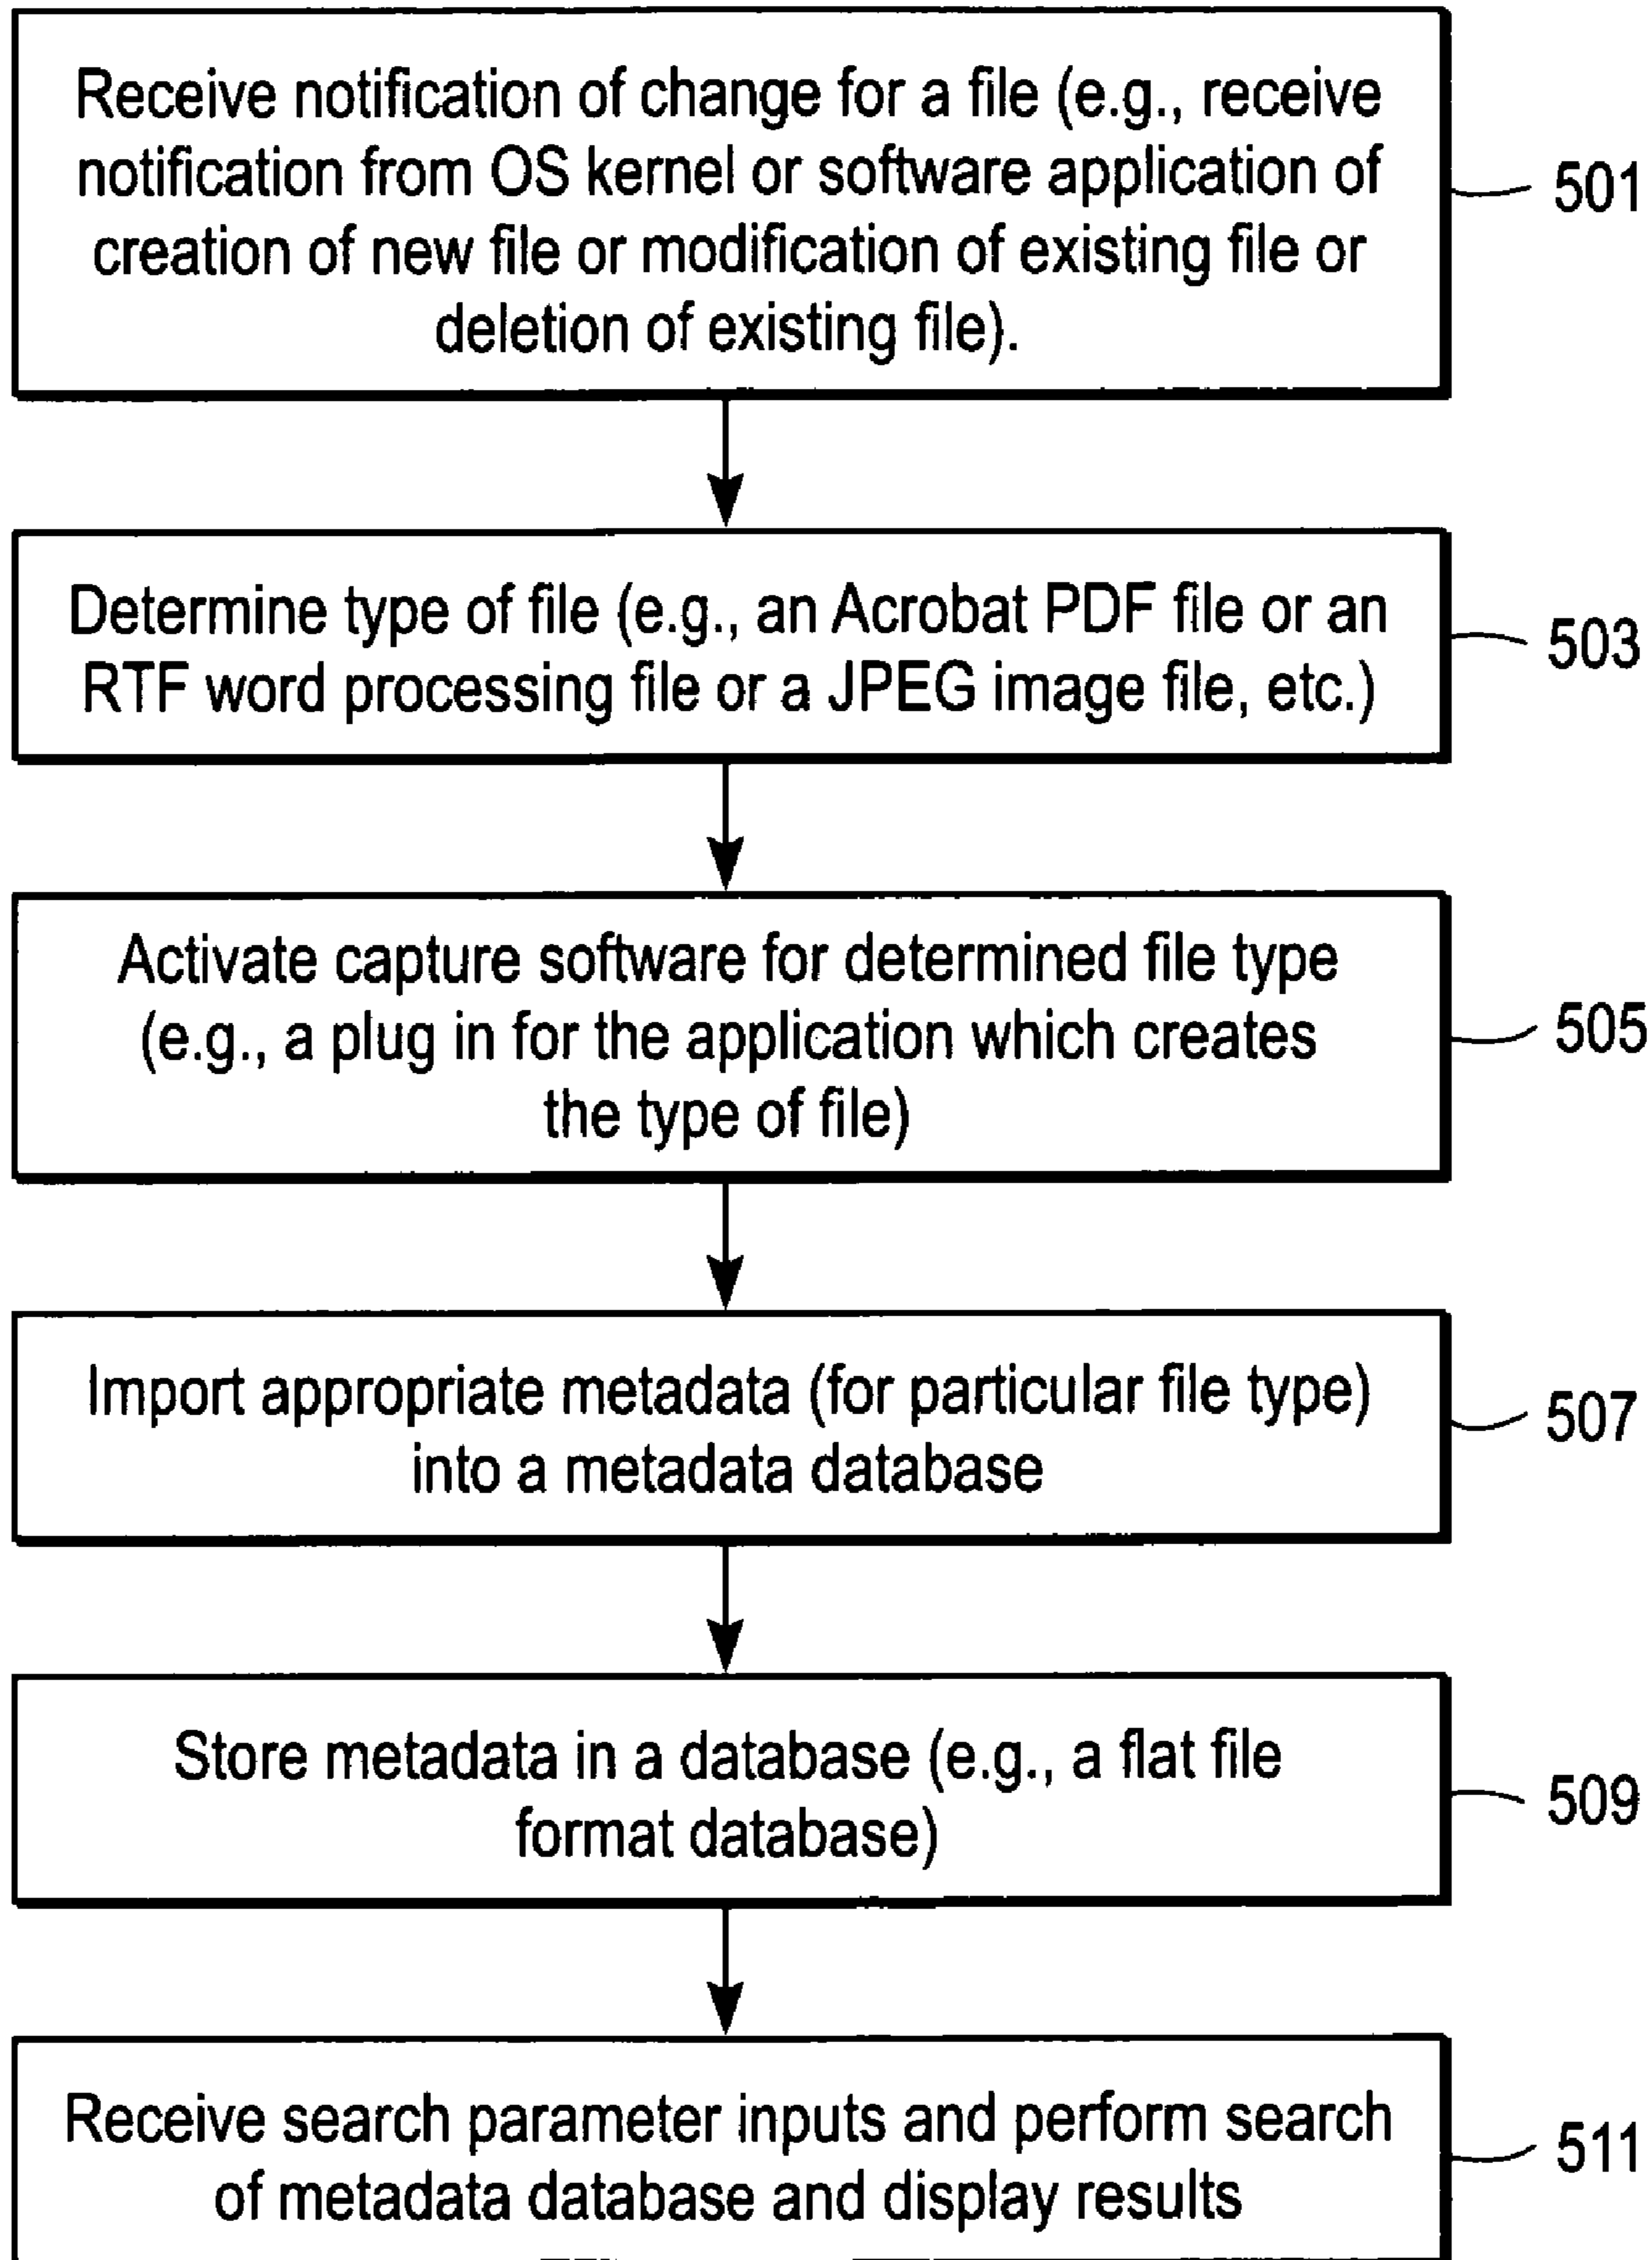 Receive notification of change for a file (e.g., receive
notification from OS kernel or software application of
creation of new file or modification of existing file or
deletion of existing file).
501
Determine type of file (e.g., an Acrobat PDF file or an
RTF word processing file or a JPEG image file, etc.)
503
Activate capture software for determined file type
(e.g., a plug in for the application which creates
the type of file)
505
Import appropriate metadata (for particular file type)
into a metadata database
507
Store metadata in a database (e.g., a flat file
format database)
509
Receive search parameter inputs and perform search
of metadata database and display results
511